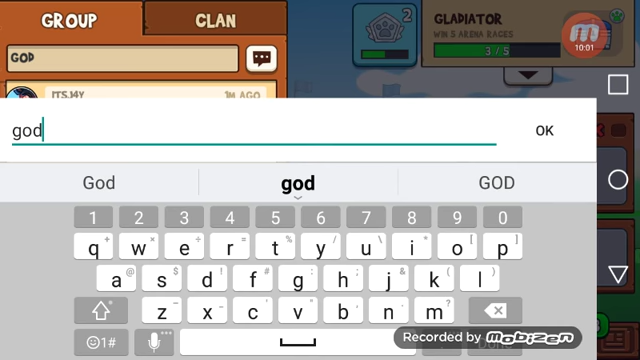 GROUP
CLAN
GOD
ITSJ4Y
1M AGO
2
GLADIATOR
WIN 5 ARENA RACES
3 / 5
10:01
god
OK
God
god
GOD
1 2 3 4 5 6 7 8 9 0
q w e r t y u i o p
a s d f g h j k l
z x c v b n m
☺1#
Recorded by Mobizen